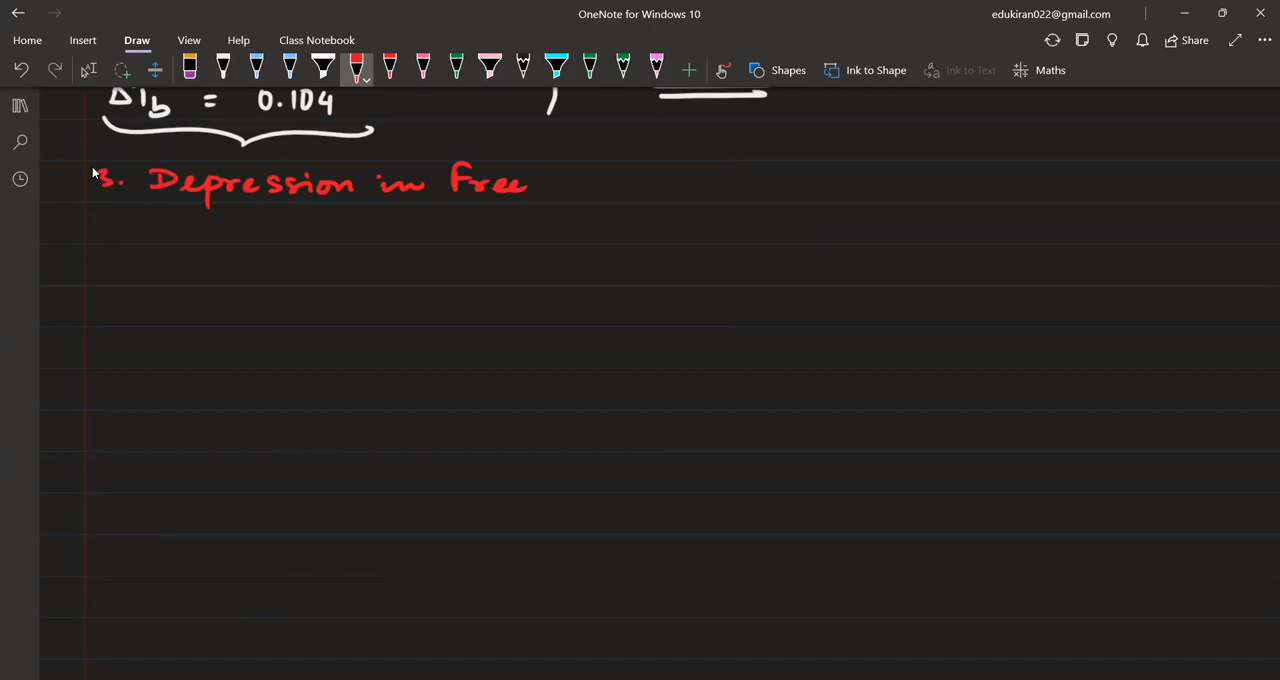 OneNote for Windows 10
edukiran022@gmail.com
Home Insert Draw View Help Class Notebook
Share
Shapes Ink to Shape Ink to Text Maths
ΔTb = 0.104
3. Depression in Free